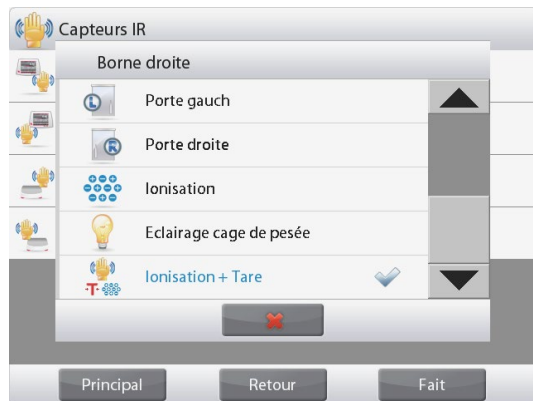 Capteurs IR
Borne droite
Porte gauch
Porte droite
Ionisation
Eclairage cage de pesée
Ionisation + Tare
Principal
Retour
Fait